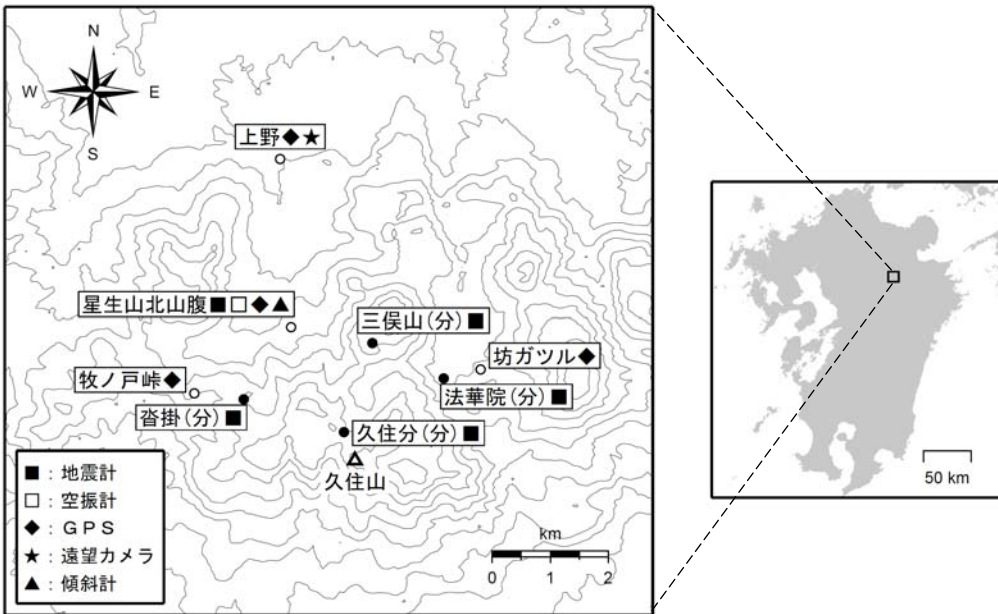 N
W
E
S
上野◆★
星生山北山腹■□◆▲
三俣山(分)■
坊ガツル◆
牧ノ戸峠◆
法華院(分)■
沓掛(分)■
久住分(分)■
久住山
■：地震計
□：空振計
◆：ＧＰＳ
★：遠望カメラ
▲：傾斜計
km
0 1 2
50 km